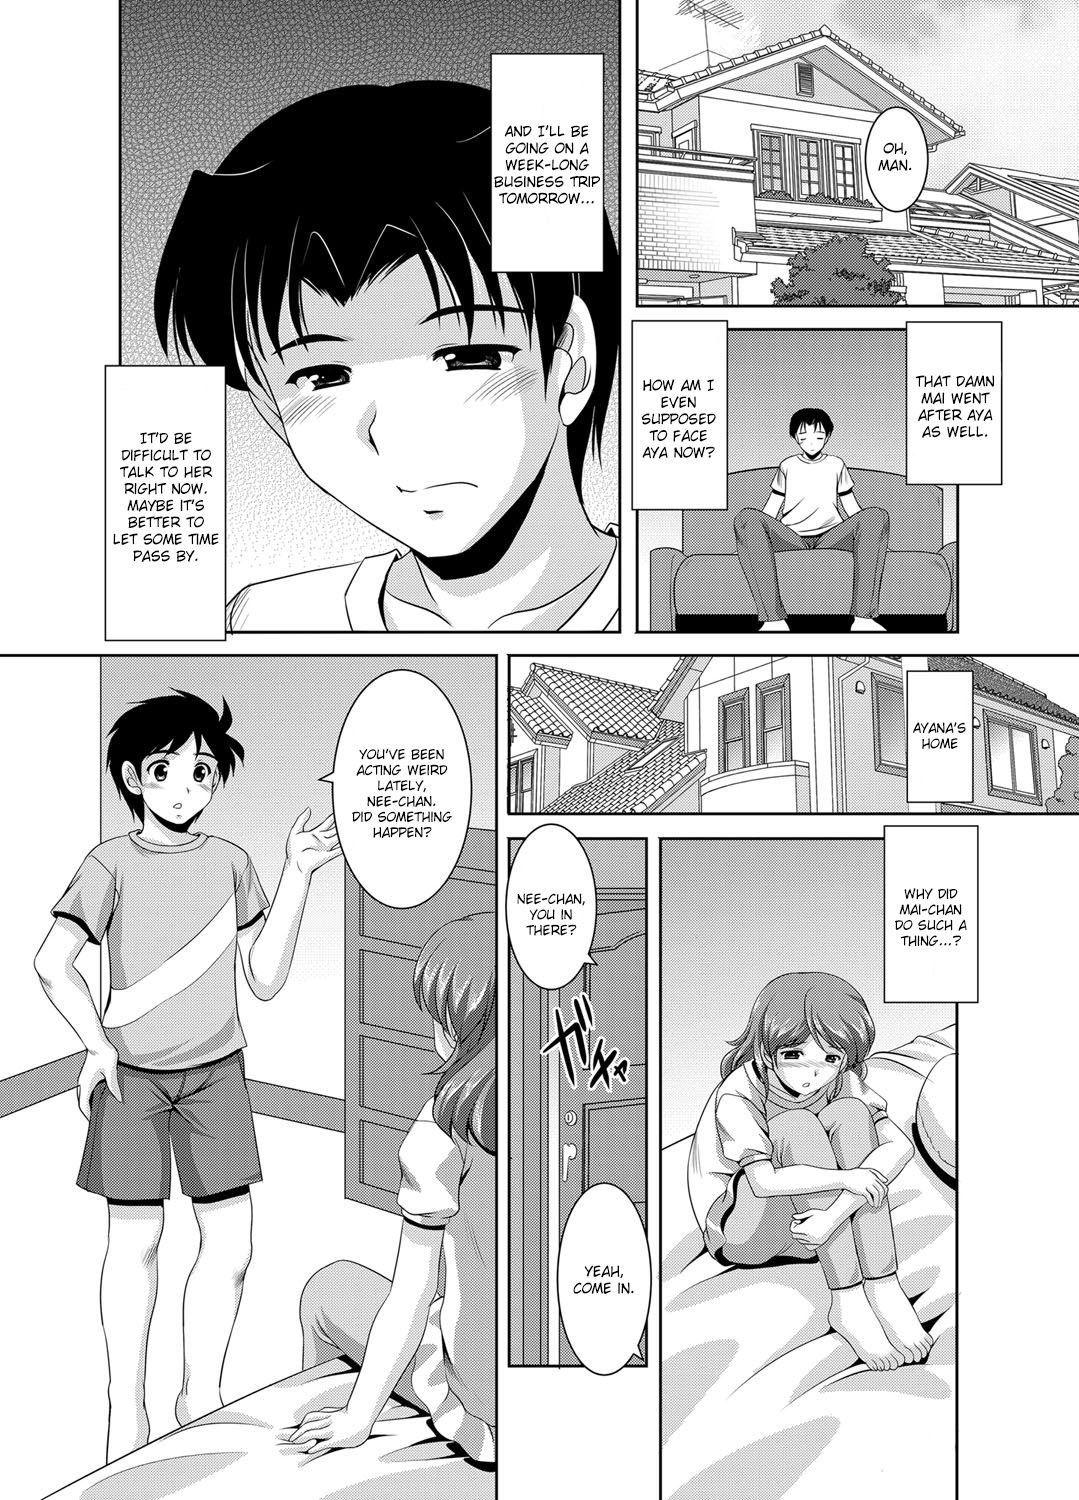 OH,
MAN.
THAT DAMN
MAI WENT
AFTER AYA
AS WELL.
HOW AM I
EVEN
SUPPOSED
TO FACE
AYA NOW?
AND I'LL BE
GOING ON A
WEEK-LONG
BUSINESS TRIP
TOMORROW...
IT'D BE
DIFFICULT TO
TALK TO HER
RIGHT NOW.
MAYBE IT'S
BETTER TO
LET SOME TIME
PASS BY.
AYANA'S
HOME
WHY DID
MAI-CHAN
DO SUCH A
THING...?
NEE-CHAN,
YOU IN
THERE?
ガチャ
YEAH,
COME IN.
YOU'VE BEEN
ACTING WEIRD
LATELY,
NEE-CHAN.
DID SOMETHING
HAPPEN?